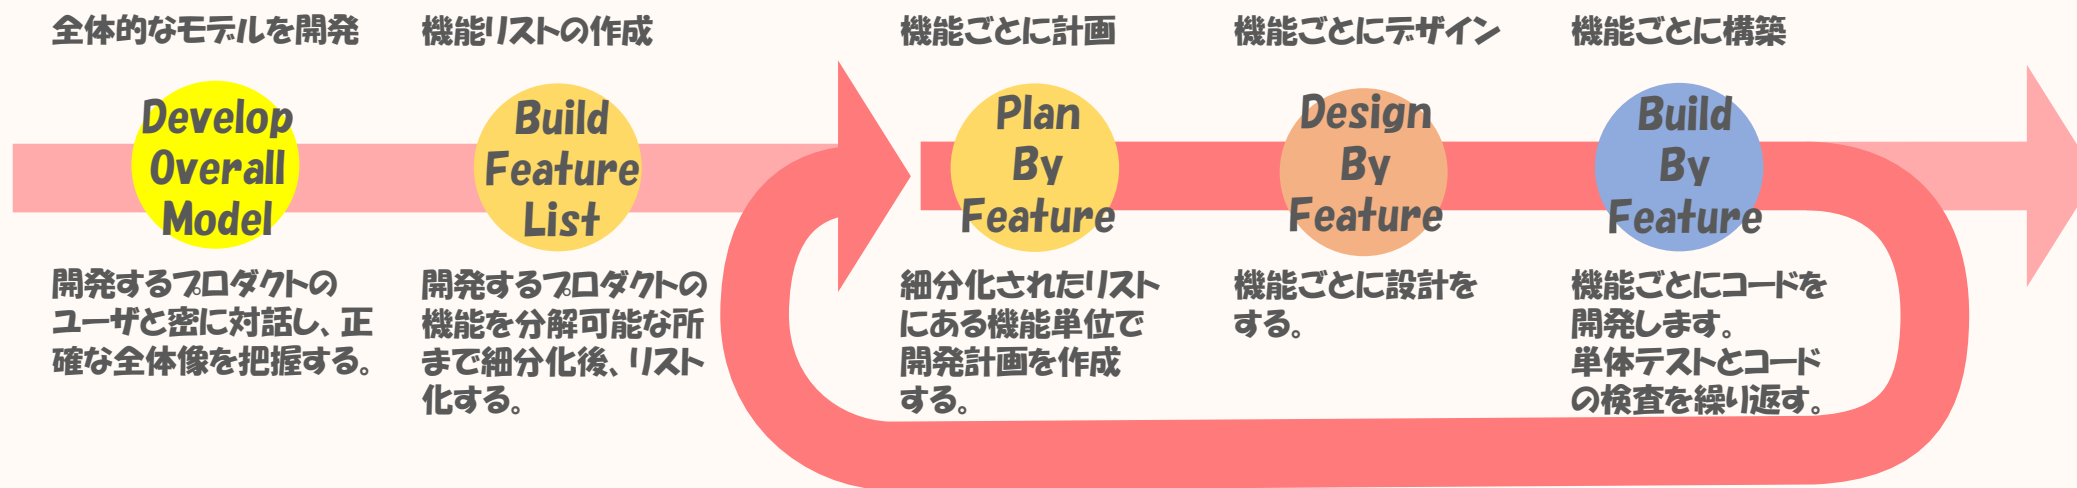 全体的なモデルを開発
Develop
Overall
Model
開発するプロダクトの
ユーザと密に対話し、正
確な全体像を把握する。
機能リストの作成
Build
Feature
List
開発するプロダクトの
機能を分解可能な所
まで細分化後、リスト
化する。
機能ごとに計画
Plan
By
Feature
細分化されたリスト
にある機能単位で
開発計画を作成
する。
機能ごとにデザイン
Design
By
Feature
機能ごとに設計を
する。
機能ごとに構築
Build
By
Feature
機能ごとにコードを
開発します。
単体テストとコード
の検査を繰り返す。